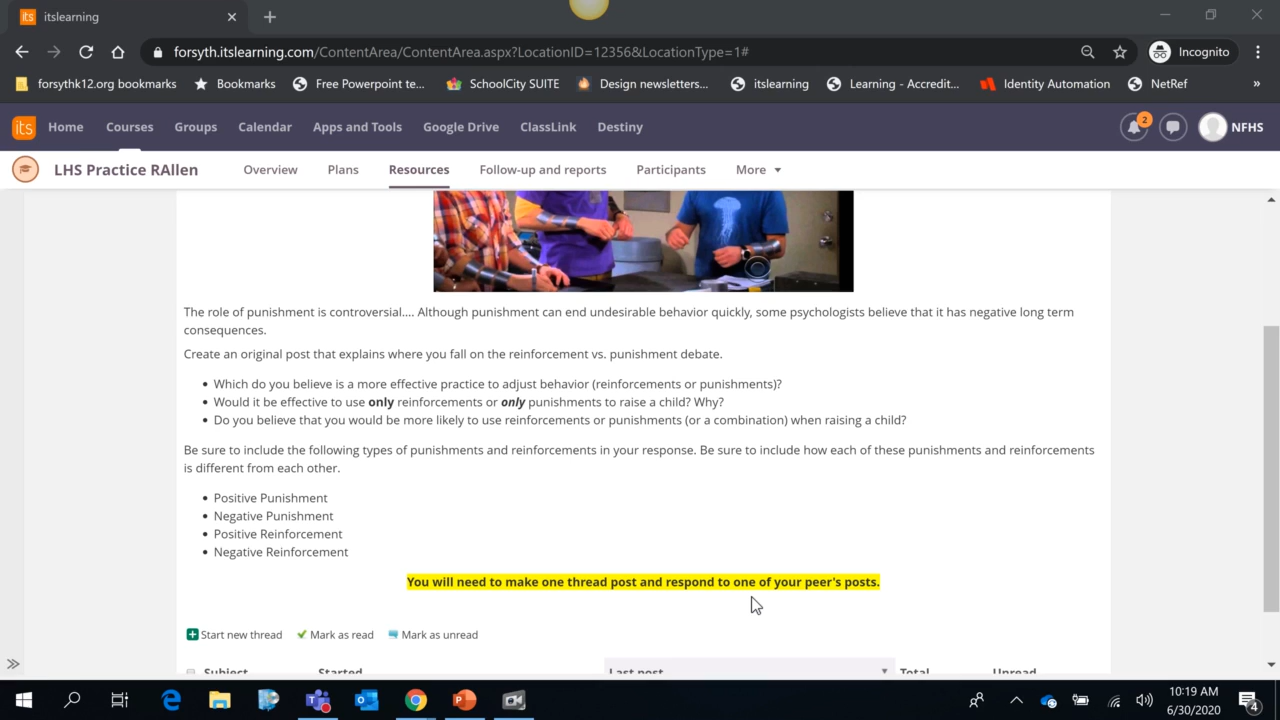 its itslearning
forsyth.itslearning.com/ContentArea/ContentArea.aspx?LocationID=12356&LocationType=1# Incognito
forsythk12.org bookmarks Bookmarks Free Powerpoint te... SchoolCity SUITE Design newsletters... itslearning Learning - Accredit... Identity Automation NetRef »
its Home Courses Groups Calendar Apps and Tools Google Drive ClassLink Destiny 2 NFHS
LHS Practice RAllen Overview Plans Resources Follow-up and reports Participants More
The role of punishment is controversial.... Although punishment can end undesirable behavior quickly, some psychologists believe that it has negative long term
consequences.
Create an original post that explains where you fall on the reinforcement vs. punishment debate.
• Which do you believe is a more effective practice to adjust behavior (reinforcements or punishments)?
• Would it be effective to use only reinforcements or only punishments to raise a child? Why?
• Do you believe that you would be more likely to use reinforcements or punishments (or a combination) when raising a child?
Be sure to include the following types of punishments and reinforcements in your response. Be sure to include how each of these punishments and reinforcements
is different from each other.
• Positive Punishment
• Negative Punishment
• Positive Reinforcement
• Negative Reinforcement
You will need to make one thread post and respond to one of your peer's posts.
Start new thread Mark as read Mark as unread
Subject Started Last post Total Unread
10:19 AM
6/30/2020 4